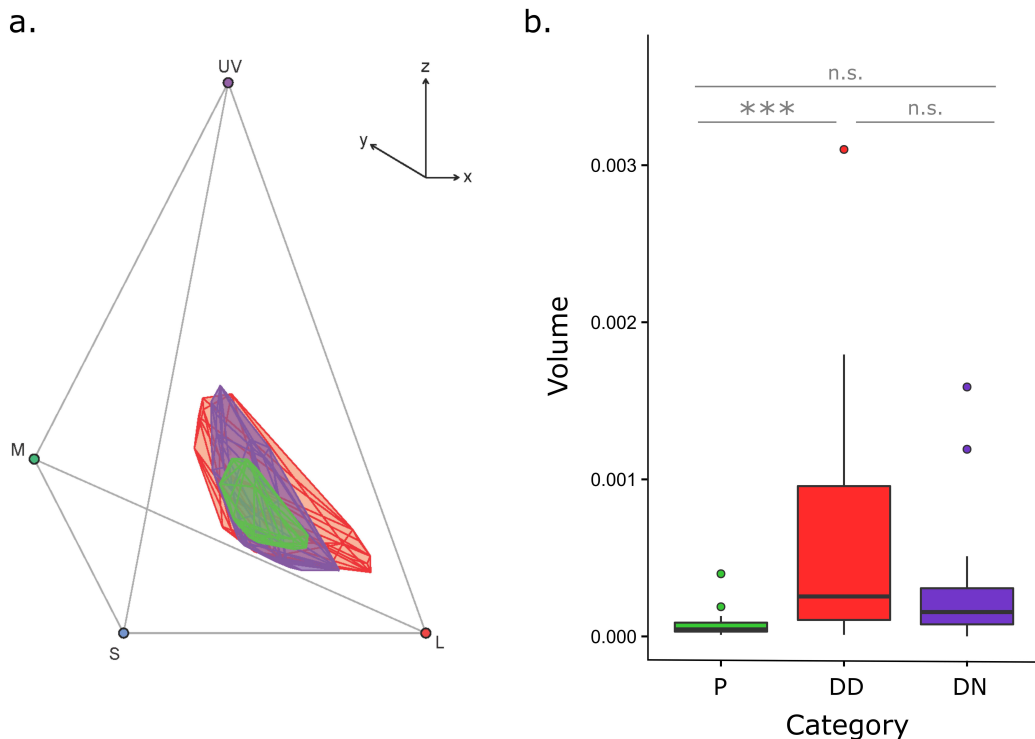 a.
UV
z
y
x
M
S
L
b.
n.s.
***
n.s.
0.003
0.002
0.001
0.000
Volume
P
DD
DN
Category